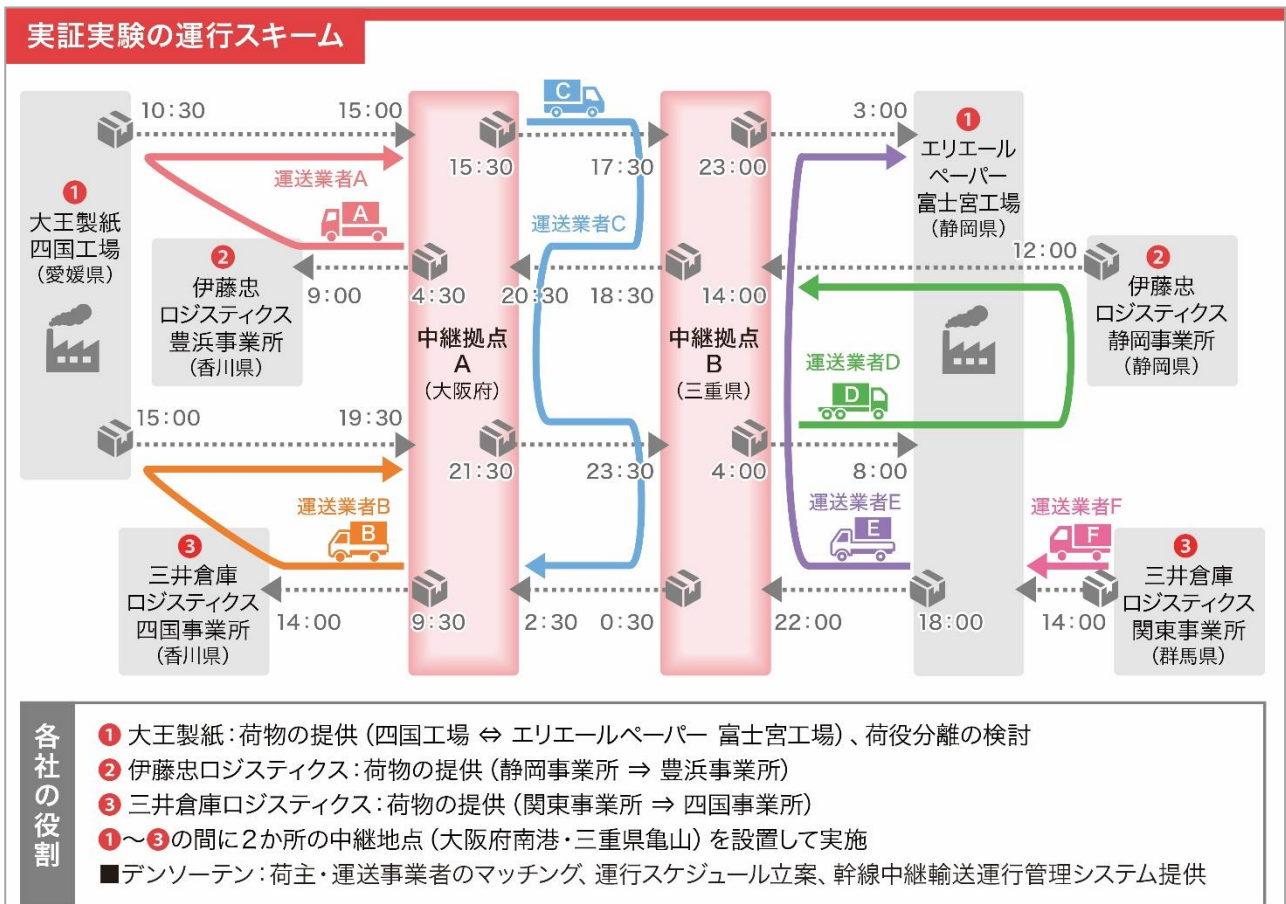 実証実験の運行スキーム
10:30
15:00
C
3:00
❶
エリエール
ペーパー
富士宮工場
(静岡県)
15:30
17:30
23:00
運送業者A
A
運送業者C
❶
大王製紙
四国工場
(愛媛県)
❷
伊藤忠
ロジスティクス
豊浜事業所
(香川県)
9:00
4:30
20:30
18:30
14:00
12:00
❷
伊藤忠
ロジスティクス
静岡事業所
(静岡県)
中継拠点
A
(大阪府)
中継拠点
B
(三重県)
運送業者D
D
15:00
19:30
21:30
23:30
4:00
8:00
運送業者B
B
運送業者E
E
運送業者F
F
❸
三井倉庫
ロジスティクス
四国事業所
(香川県)
14:00
9:30
2:30
0:30
22:00
18:00
14:00
❸
三井倉庫
ロジスティクス
関東事業所
(群馬県)
各社の役割
❶ 大王製紙:荷物の提供 (四国工場 ⇔ エリエールペーパー 富士宮工場) 、荷役分離の検討
❷ 伊藤忠ロジスティクス:荷物の提供 (静岡事業所 ⇒ 豊浜事業所)
❸ 三井倉庫ロジスティクス:荷物の提供 (関東事業所 ⇒ 四国事業所)
❶〜❸の間に2か所の中継地点 (大阪府南港・三重県亀山) を設置して実施
■デンソーテン:荷主・運送事業者のマッチング、運行スケジュール立案、幹線中継輸送運行管理システム提供